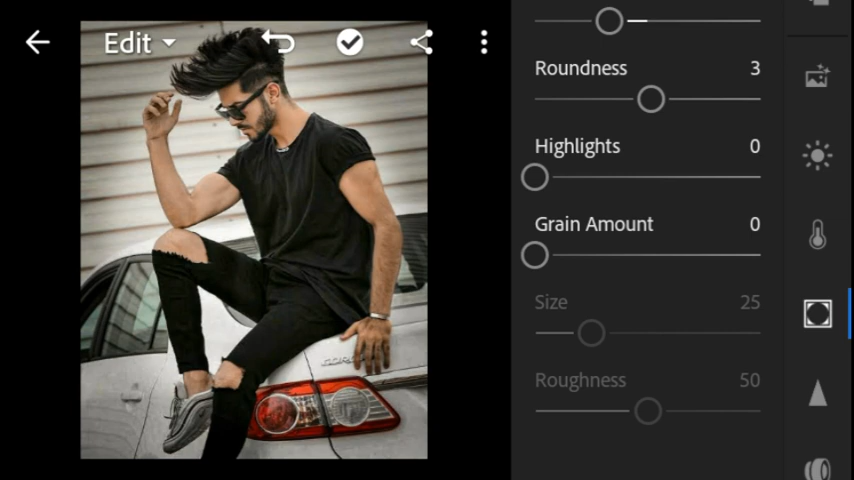 Edit
Roundness 3
Highlights 0
Grain Amount 0
Size 25
Roughness 50